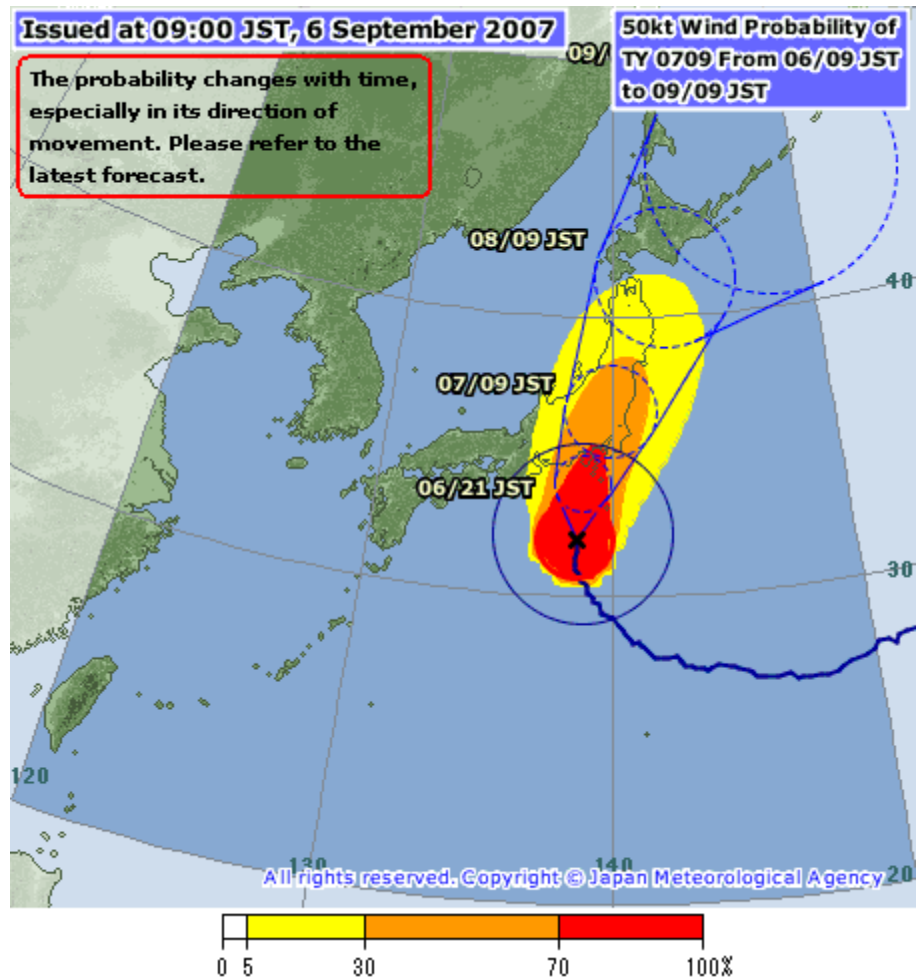 Issued at 09:00 JST, 6 September 2007
50kt Wind Probability of
TY 0709 From 06/09 JST
to 09/09 JST
The probability changes with time,
especially in its direction of
movement. Please refer to the
latest forecast.
09/
08/09 JST
40
07/09 JST
06/21 JST
30
120
130
140
20
All rights reserved. Copyright © Japan Meteorological Agency
0 5 30 70 100%